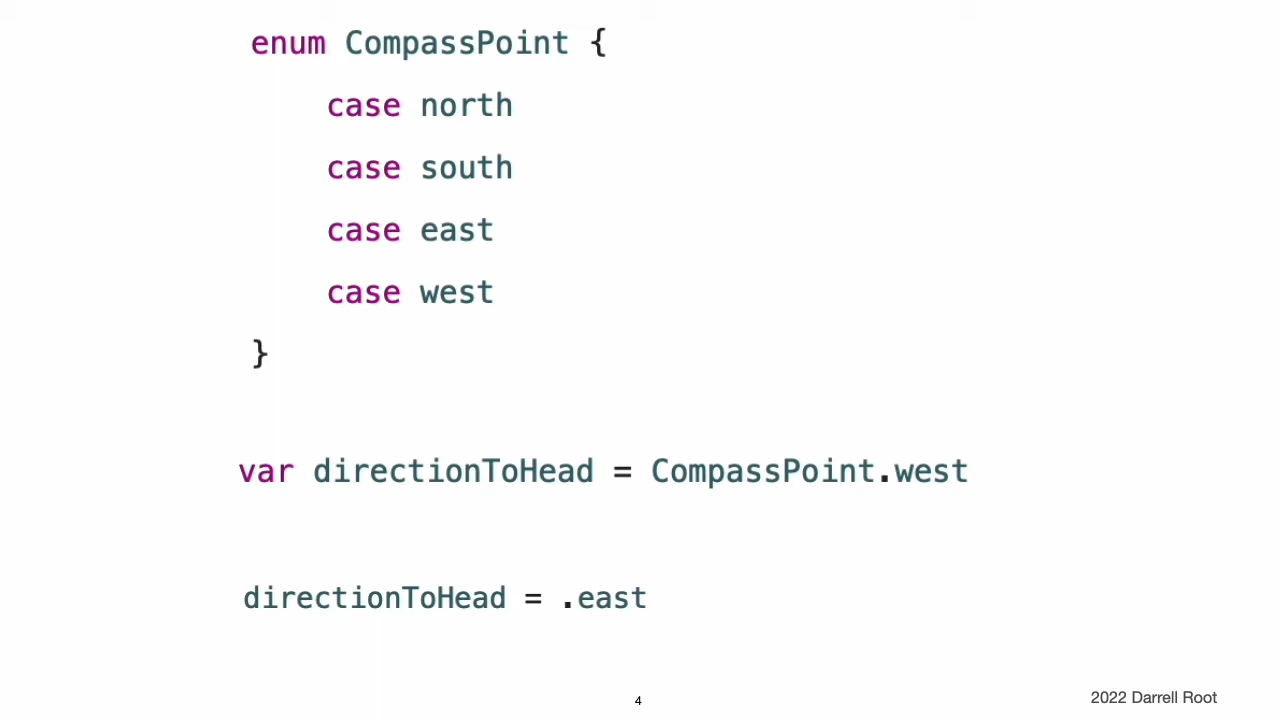 enum CompassPoint {
case north
case south
case east
case west
}
var directionToHead = CompassPoint.west
directionToHead = .east
4
2022 Darrell Root